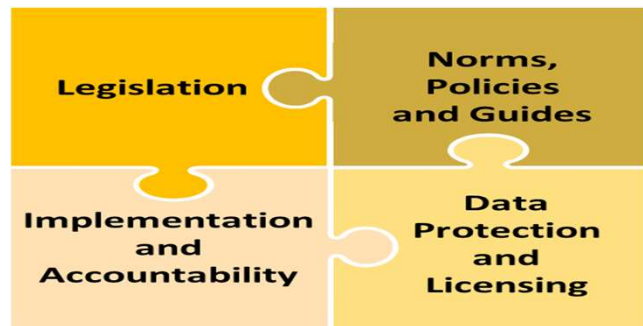 Legislation
Norms,
Policies
and Guides
Implementation
and
Accountability
Data
Protection
and
Licensing